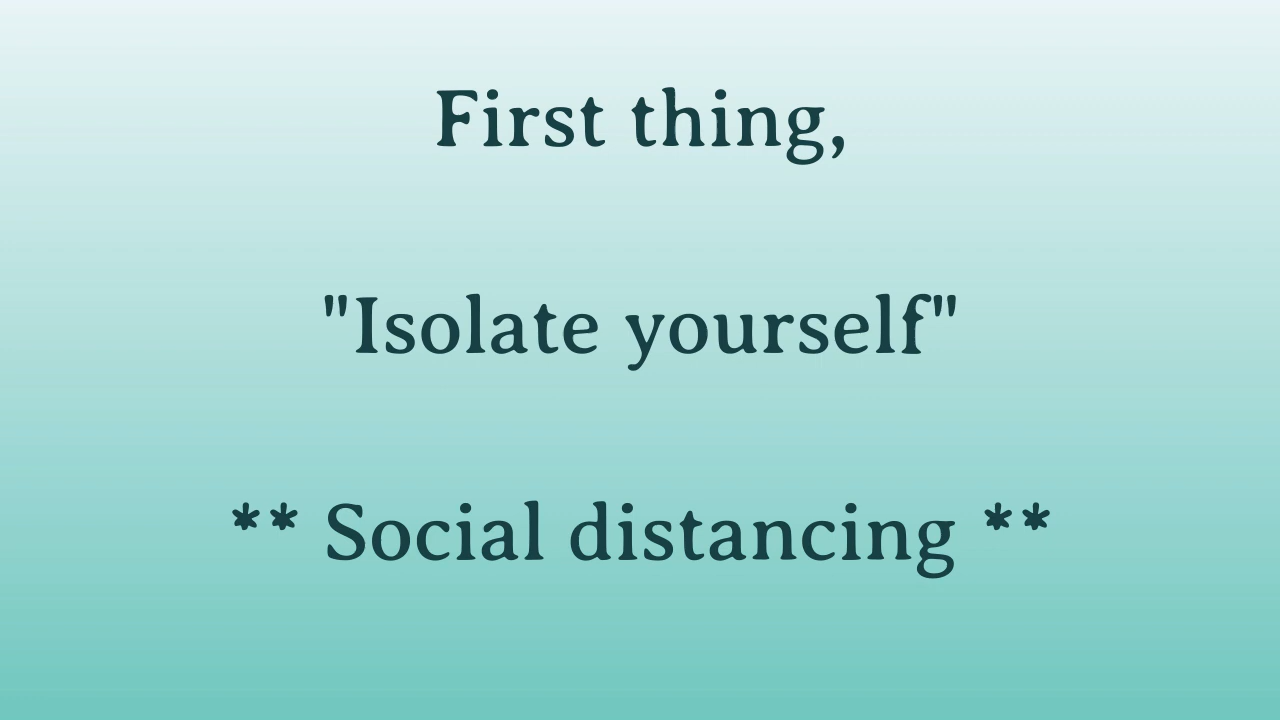 First thing,
"Isolate yourself"
** Social distancing **